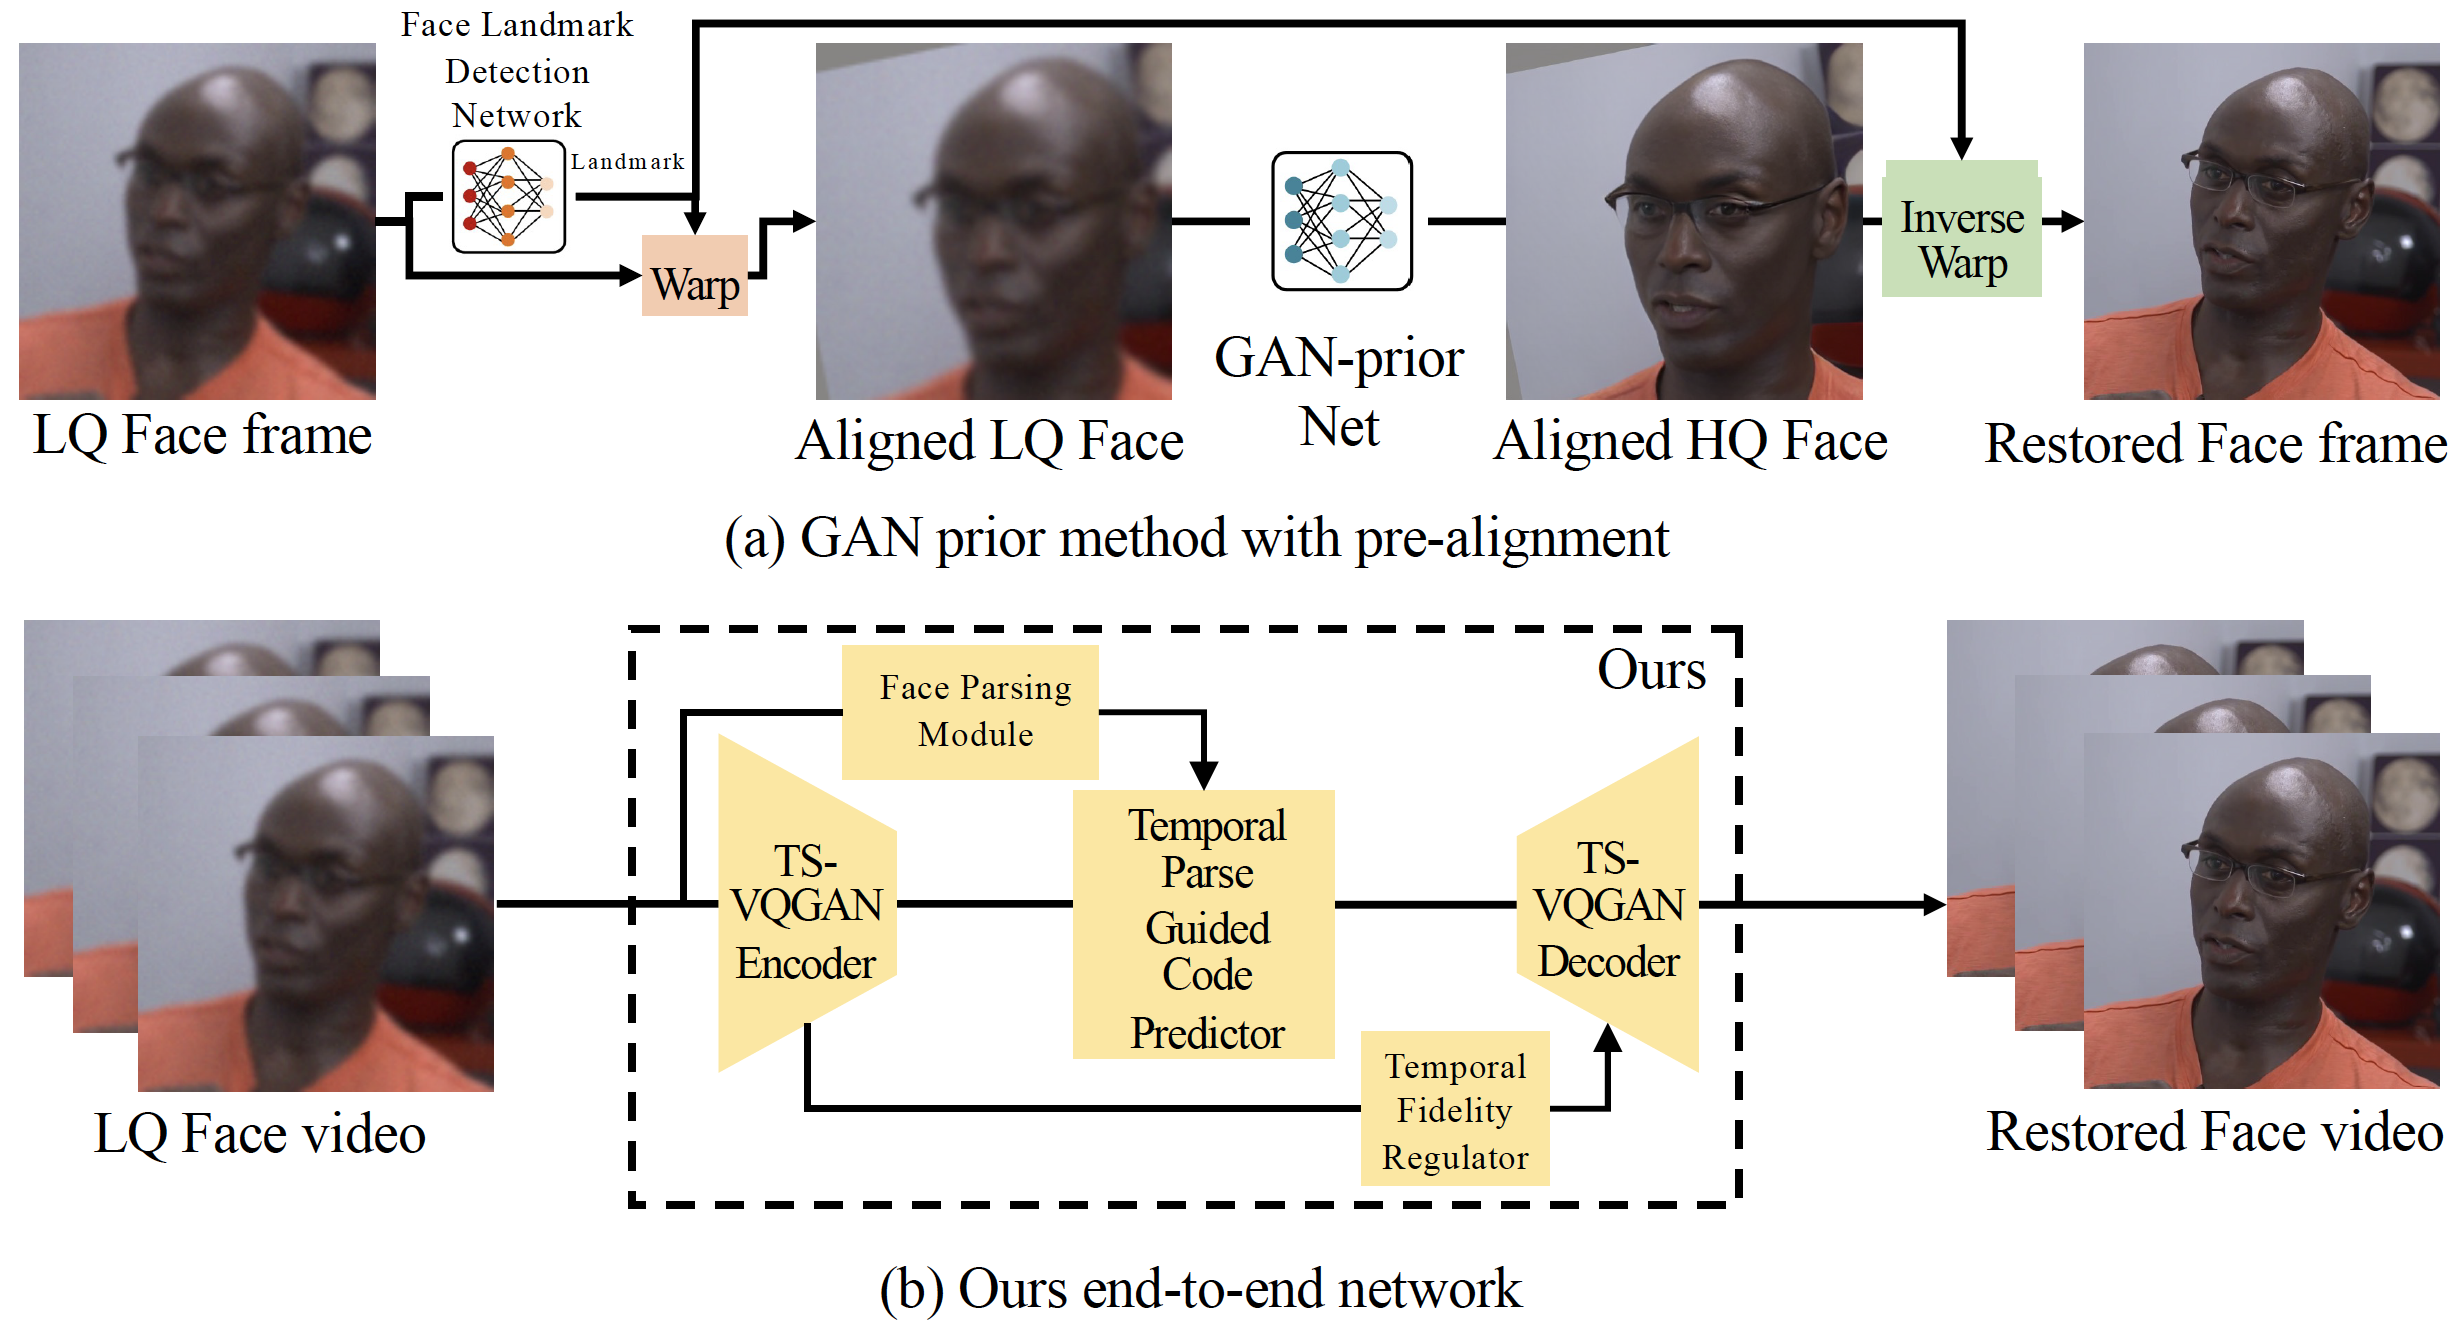 Face Landmark
Detection
Network
Landmark
Warp
Inverse
Warp
GAN-prior
Net
LQ Face frame
Aligned LQ Face
Aligned HQ Face
Restored Face frame
(a) GAN prior method with pre-alignment
Ours
Face Parsing
Module
TS-
VQGAN
Encoder
Temporal
Parse
Guided
Code
Predictor
TS-
VQGAN
Decoder
Temporal
Fidelity
Regulator
LQ Face video
Restored Face video
(b) Ours end-to-end network